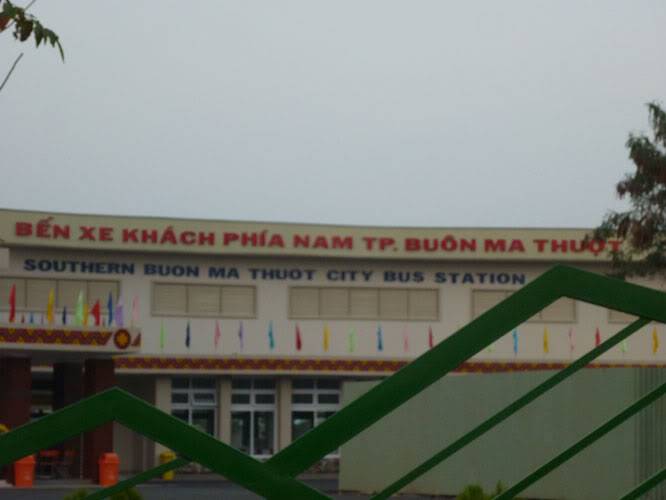 BẾN XE KHÁCH PHÍA NAM TP. BUÔN MA THUỘT
SOUTHERN BUON MA THUOT CITY BUS STATION